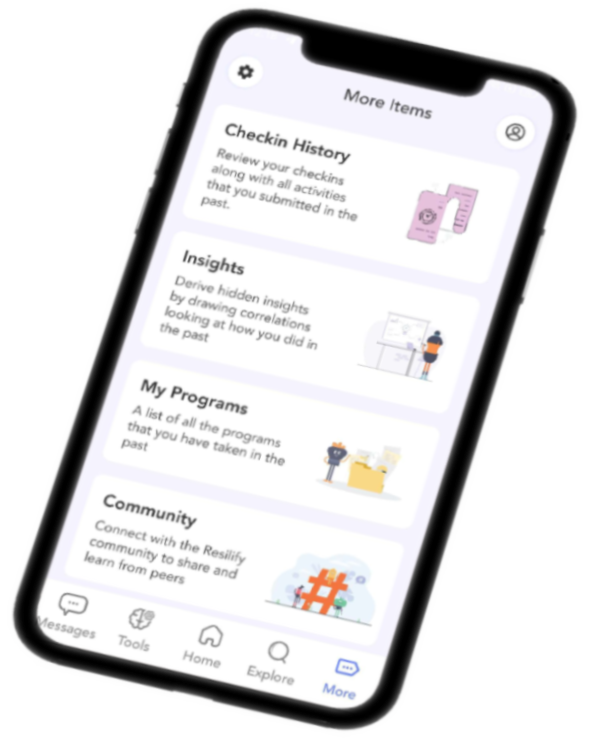 More Items
Checkin History
Review your checkins
along with all activities
that you submitted in the
past.
Insights
Derive hidden insights
by drawing correlations
looking at how you did in
the past
My Programs
A list of all the programs
that you have taken in the
past
Community
Connect with the Resilify
community to share and
learn from peers
Messages
Tools
Home
Explore
More